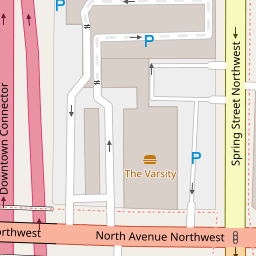 P
P
Downtown Connector
Spring Street Northwest
P
The Varsity
orthwest
North Avenue Northwest